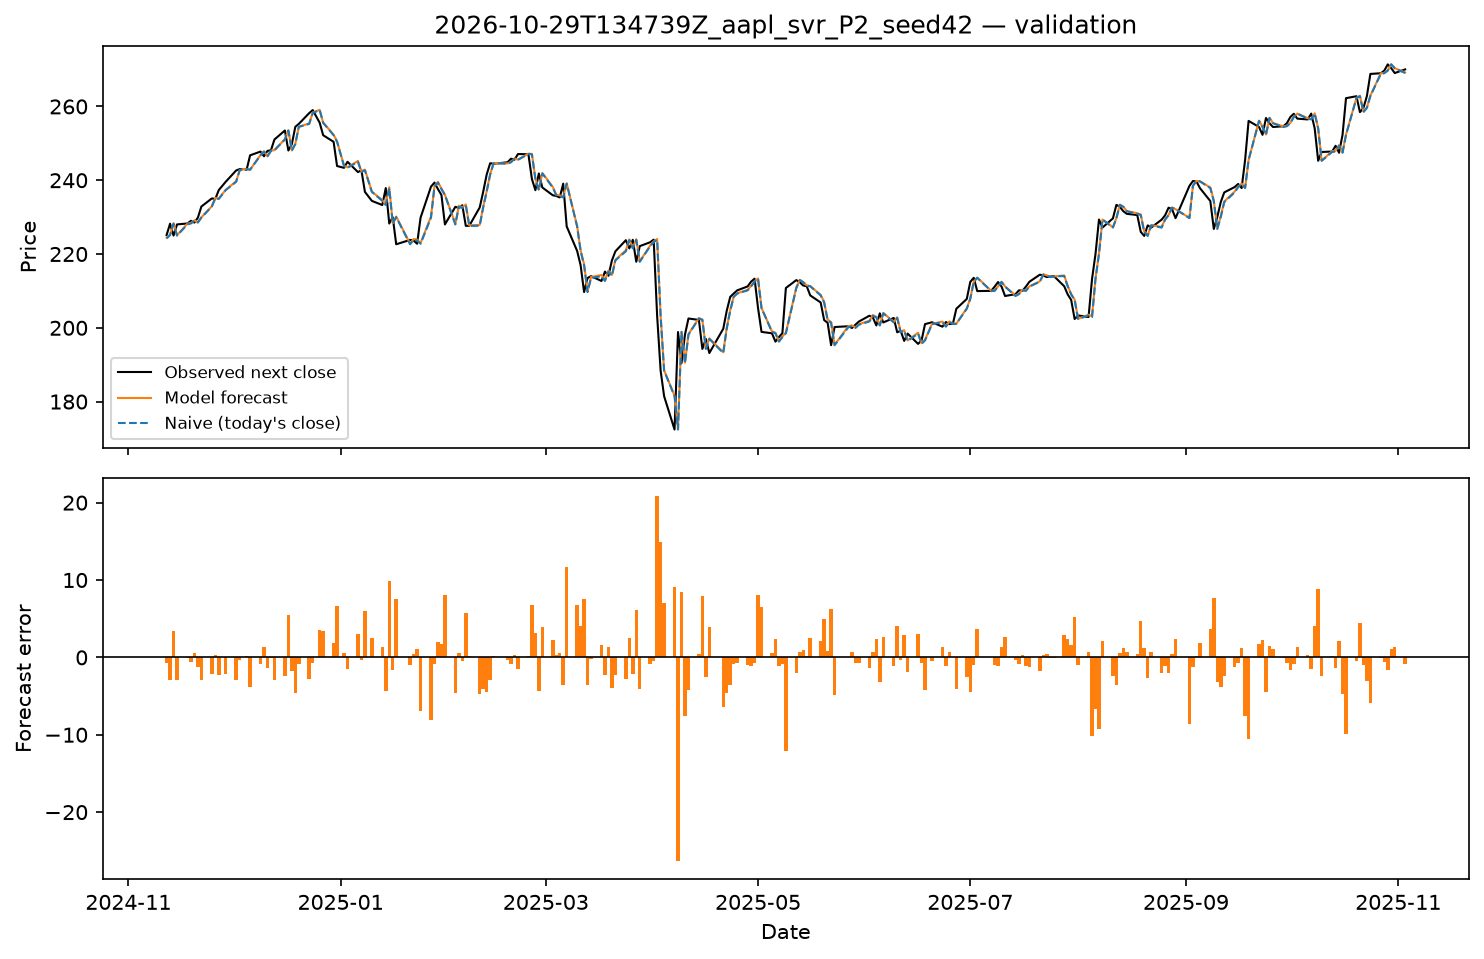 2026-10-29T134739Z_aapl_svr_P2_seed42 — validation
Price
260
240
220
200
180
Observed next close
Model forecast
Naive (today's close)
Forecast error
20
10
0
−10
−20
2024-11
2025-01
2025-03
2025-05
2025-07
2025-09
2025-11
Date